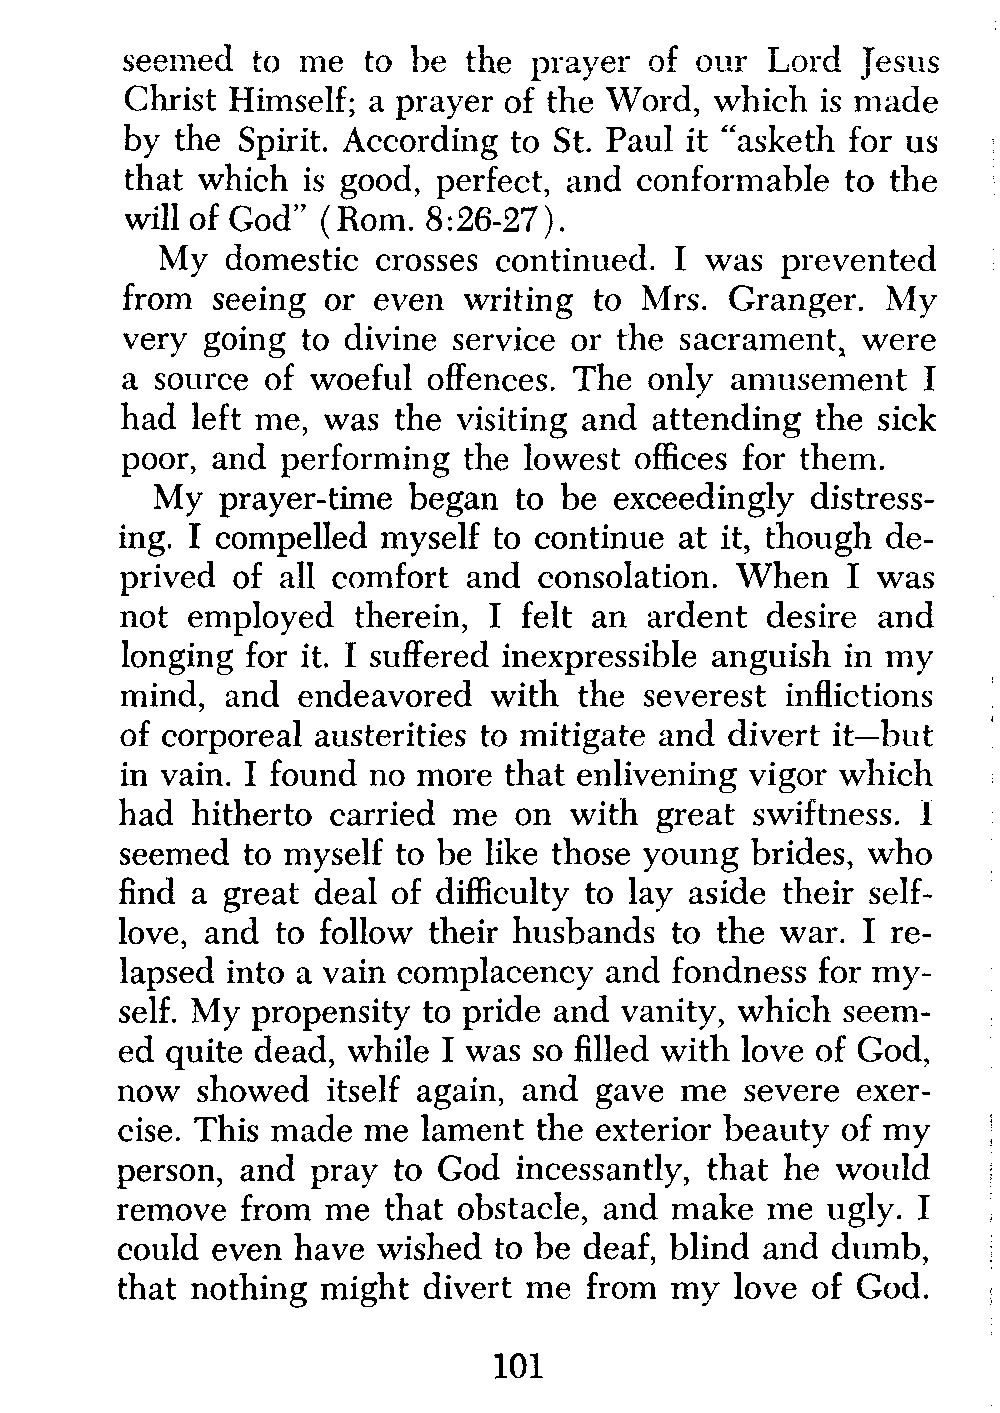 seemed to me to be the prayer of our Lord Jesus
Christ Himself; a prayer of the Word, which is made
by the Spirit. According to St. Paul it “asketh for us
that which is good, perfect, and conformable to the
will of God” (Rom. 8:26-27).
My domestic crosses continued. I was prevented
from seeing or even writing to Mrs. Granger. My
very going to divine service or the sacrament, were
a source of woeful offences. The only amusement I
had left me, was the visiting and attending the sick
poor, and performing the lowest offices for them.
My prayer-time began to be exceedingly distress-
ing. I compelled myself to continue at it, though de-
prived of all comfort and consolation. When I was
not employed therein, I felt an ardent desire and
longing for it. I suffered inexpressible anguish in my
mind, and endeavored with the severest inflictions
of corporeal austerities to mitigate and divert it—but
in vain. I found no more that enlivening vigor which
had hitherto carried me on with great swiftness. I
seemed to myself to be like those young brides, who
find a great deal of difficulty to lay aside their self-
love, and to follow their husbands to the war. I re-
lapsed into a vain complacency and fondness for my-
self. My propensity to pride and vanity, which seem-
ed quite dead, while I was so filled with love of God,
now showed itself again, and gave me severe exer-
cise. This made me lament the exterior beauty of my
person, and pray to God incessantly, that he would
remove from me that obstacle, and make me ugly. I
could even have wished to be deaf, blind and dumb,
that nothing might divert me from my love of God.
101